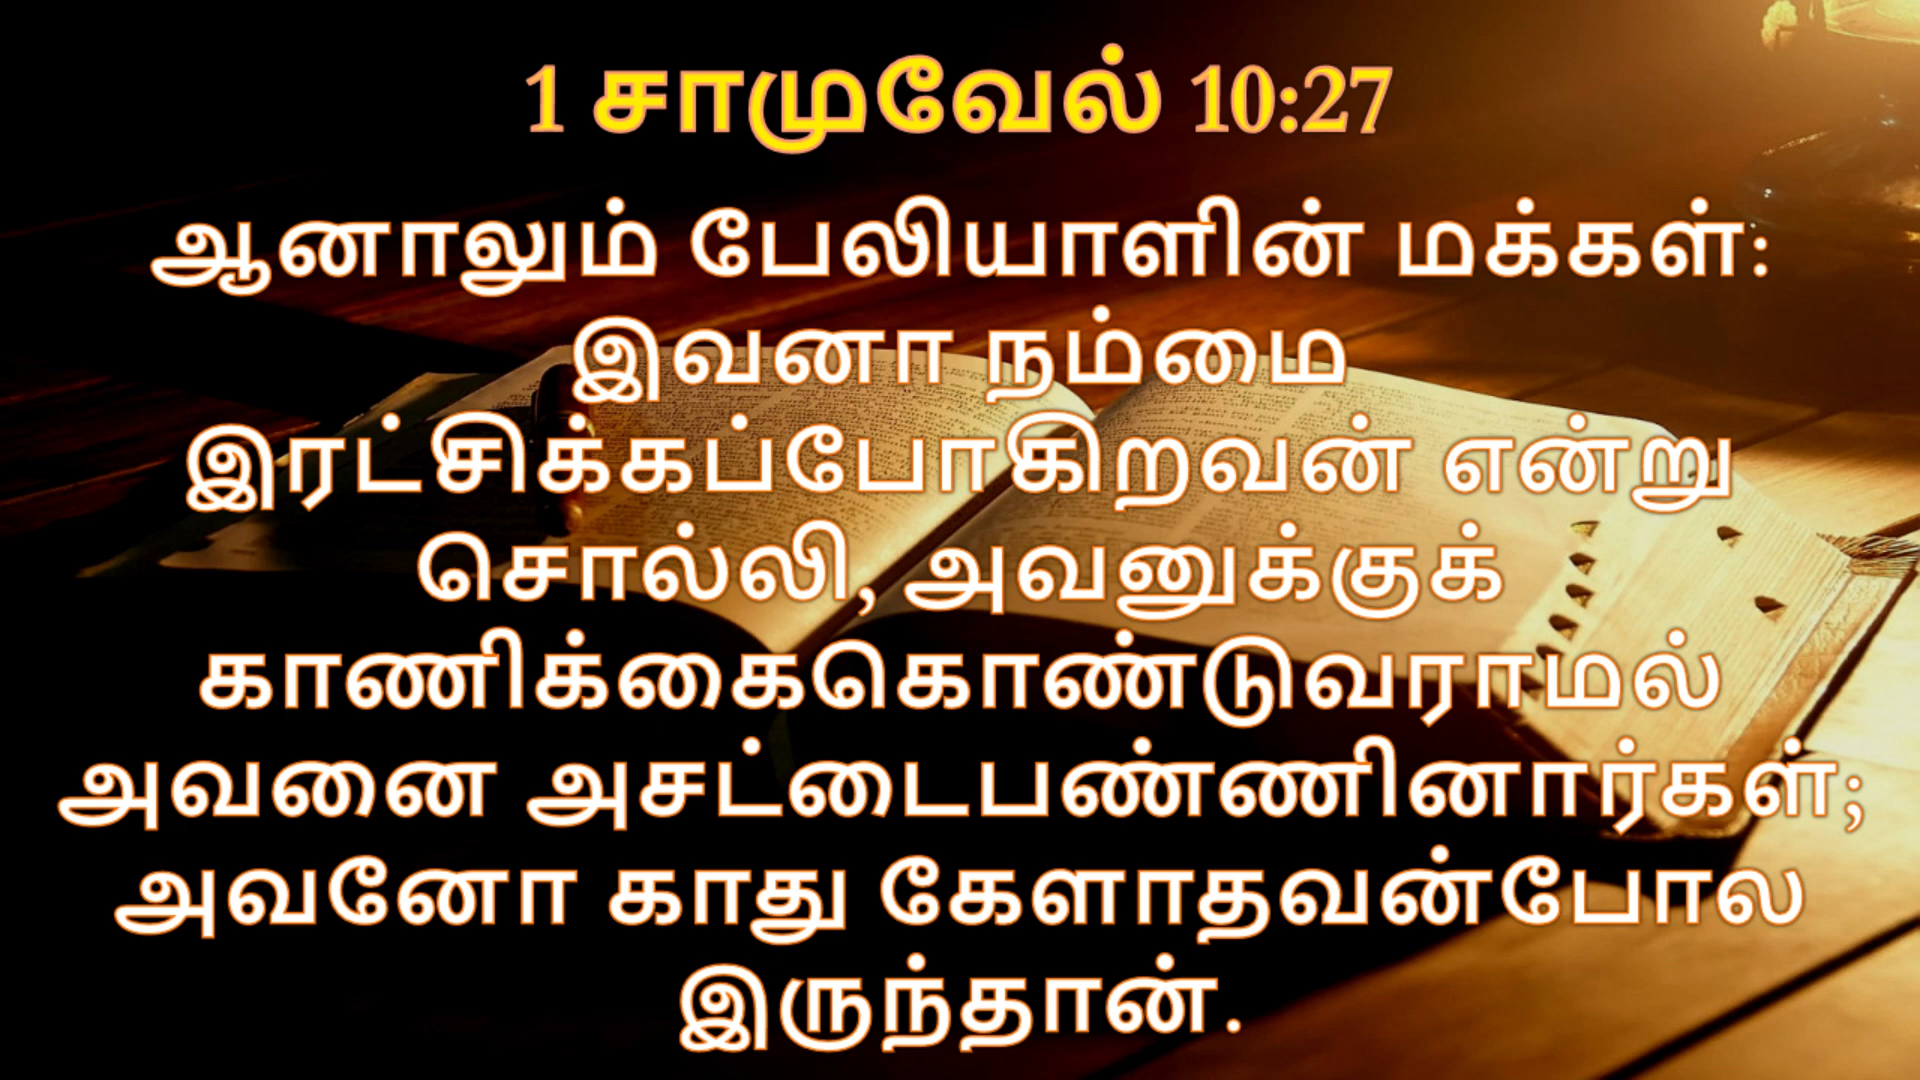 1 சாமுவேல் 10:27
ஆனாலும் பேலியாளின் மக்கள்:
இவனா நம்மை
இரட்சிக்கப்போகிறவன் என்று
சொல்லி, அவனுக்குக்
காணிக்கைகொண்டுவராமல்
அவனை அசட்டைபண்ணினார்கள்;
அவனோ காது கேளாதவன்போல
இருந்தான்.